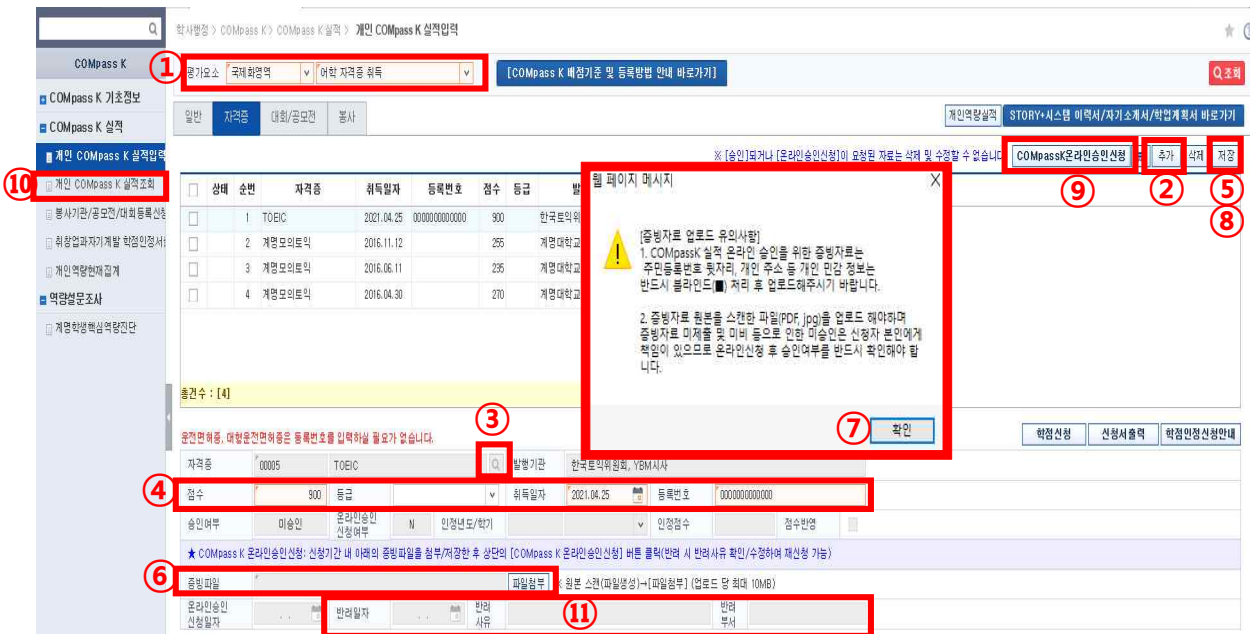 학사행정 > COMpass K > COMpass K 실적 > 개인 COMpass K 실적입력
COMpass K
COMpass K 기초정보
COMpass K 실적
개인 COMpass K 실적입력
⑩
개인 COMpass K 실적조회
봉사기관/공모전/대회등록신청
취창업과자기계발 학점인정서
개인역량현재집계
역량설문조사
계명학생핵심역량진단
①
평가요소 국제화영역 어학 자격증 취득
[COMpass K 배점기준 및 등록방법 안내 바로가기]
조회
일반 자격증 대회/공모전 봉사
개인역량실적 STORY+시스템 이력서/자기소개서/학업계획서 바로가기
※ [승인]되거나 [온라인승인신청]이 요청된 자료는 삭제 및 수정할 수 없습니다
COMpassK온라인승인신청 추가 삭제 저장
⑨ ② ⑤
⑧
상태 순번 자격증 취득일자 등록번호 점수 등급 발
1 TOEIC 2021.04.25 0000000000000 900 한국토익위
2 계명모의토익 2016.11.12 255 계명대학교
3 계명모의토익 2016.06.11 235 계명대학교
4 계명모의토익 2016.04.30 270 계명대학교
총건수 : [4]
웹 페이지 메시지 X
[증빙자료 업로드 유의사항]
1. COMpassK 실적 온라인 승인을 위한 증빙자료는
주민등록번호 뒷자리, 개인 주소 등 개인 민감 정보는
반드시 블라인드(■) 처리 후 업로드해주시기 바랍니다.
2. 증빙자료 원본을 스캔한 파일(PDF, jpg)을 업로드 해야하며
증빙자료 미제출 및 미비 등으로 인한 미승인은 신청자 본인에게
책임이 있으므로 온라인신청 후 승인여부를 반드시 확인해야 합
니다.
⑦ 확인
③
운전면허증, 대형운전면허증은 등록번호를 입력하실 필요가 없습니다.
학점신청 신청서출력 학점인정신청안내
자격증 00005 TOEIC 발행기관 한국토익위원회, YBM시사
④
점수 900 등급 취득일자 2021.04.25 등록번호 0000000000000
승인여부 미승인 온라인승인
신청여부 N 인정년도/학기 인정점수 점수반영
★ COMpass K 온라인승인신청: 신청기간 내 아래의 증빙파일을 첨부/저장한 후 상단의 [COMpass K 온라인승인신청] 버튼 클릭(반려 시 반려사유 확인/수정하여 재신청 가능)
⑥
증빙파일 파일첨부 원본 스캔(파일생성)→[파일첨부] (업로드 당 최대 10MB)
온라인승인
신청일자 . . 반려일자 . . 반려
사유 ⑪ 반려
부서